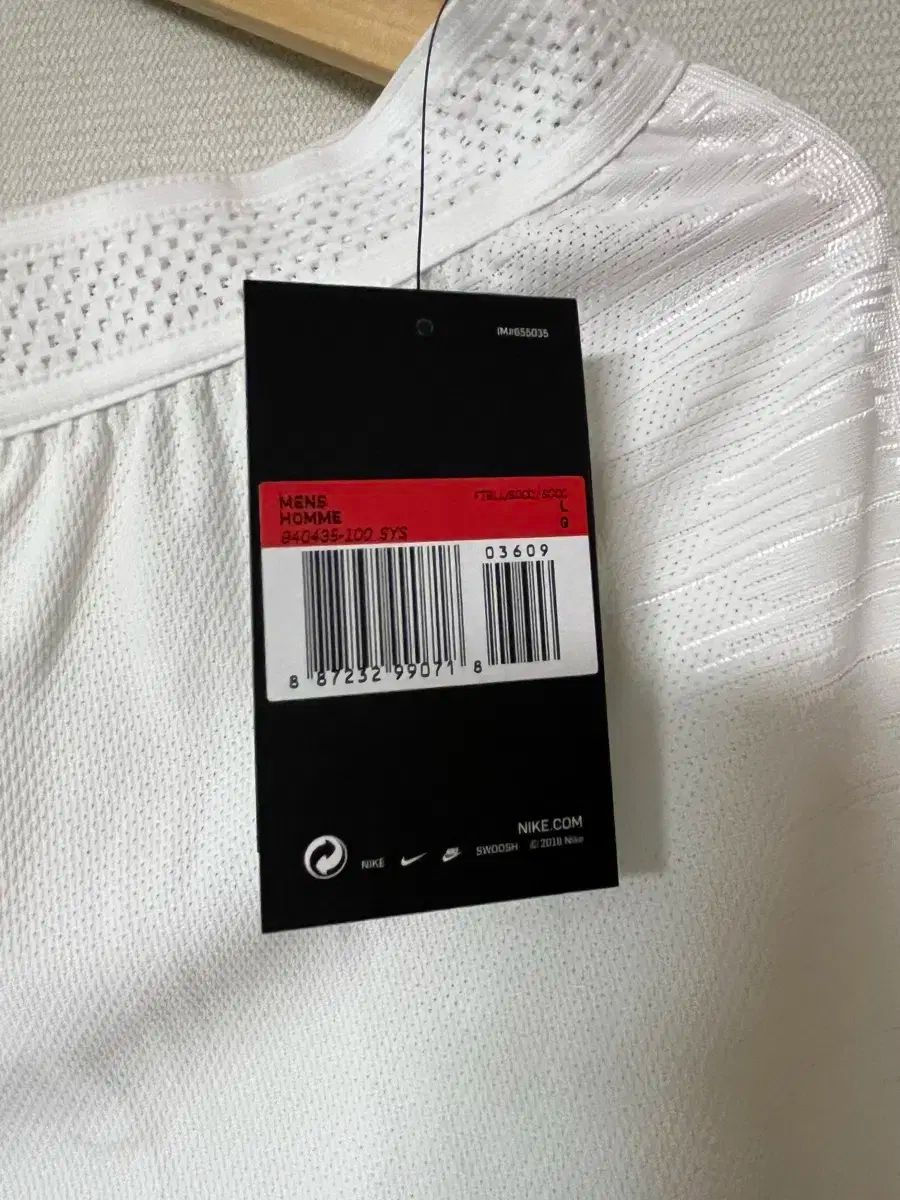 IM#655035
MENS
HOMME
840435-100 SYS
FTBLL/SOCC/SOCC
L
G
03609
8 87232 99071 8
NIKE.COM
NIKE SWOOSH © 2018 Nike